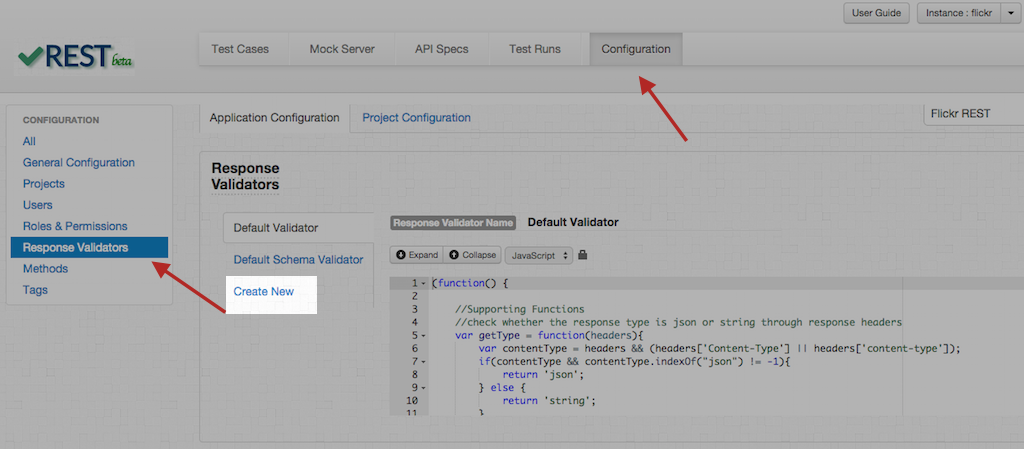 User Guide
Instance : flickr
REST beta
Test Cases
Mock Server
API Specs
Test Runs
Configuration
CONFIGURATION
All
General Configuration
Projects
Users
Roles & Permissions
Response Validators
Methods
Tags
Application Configuration
Project Configuration
Flickr REST
Response
Validators
Default Validator
Default Schema Validator
Create New
Response Validator Name
Default Validator
Expand
Collapse
JavaScript
1 (function() {
2
3 //Supporting Functions
4 //check whether the response type is json or string through response headers
5 var getType = function(headers){
6 var contentType = headers && (headers['Content-Type'] || headers['content-type']);
7 if(contentType && contentType.indexOf("json") != -1){
8 return 'json';
9 } else {
10 return 'string';
11 }